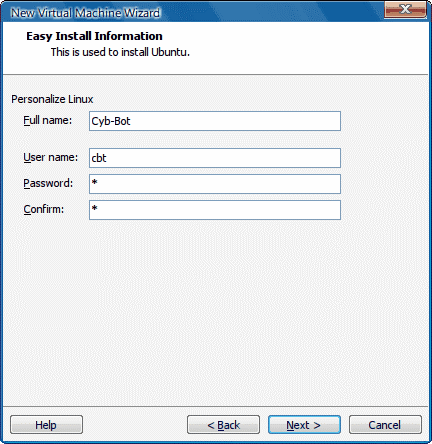 New Virtual Machine Wizard
Easy Install Information
This is used to install Ubuntu.
Personalize Linux
Full name: Cyb-Bot
User name: cbt
Password: *
Confirm: *
Help < Back Next > Cancel